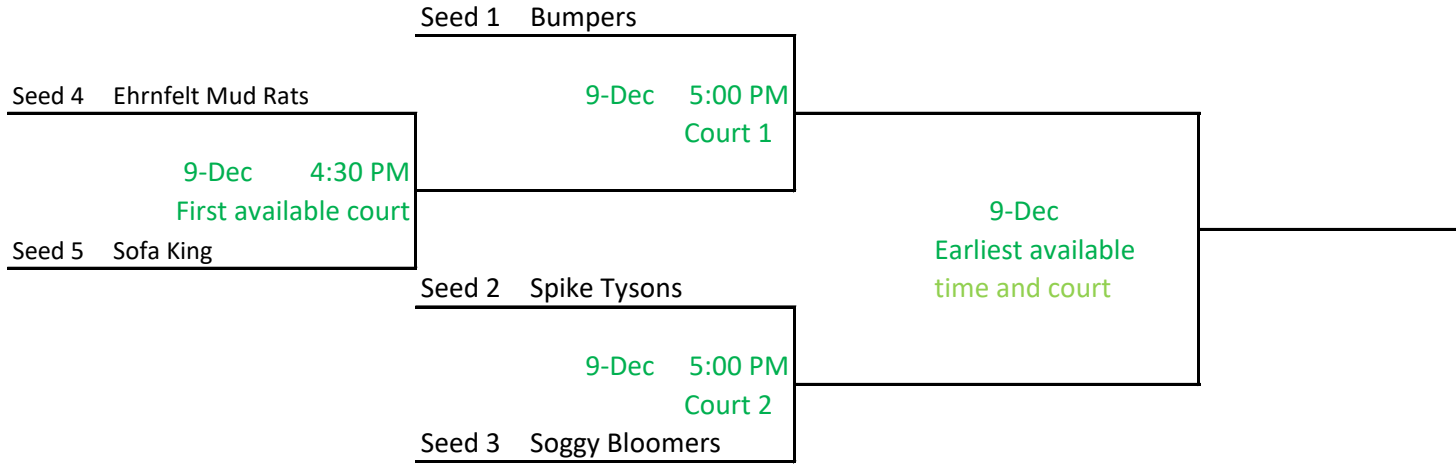 Seed 1 Bumpers
Seed 4 Ehrnfelt Mud Rats
9-Dec 5:00 PM
Court 1
9-Dec 4:30 PM
First available court
Seed 5 Sofa King
9-Dec
Earliest available
time and court
Seed 2 Spike Tysons
9-Dec 5:00 PM
Court 2
Seed 3 Soggy Bloomers